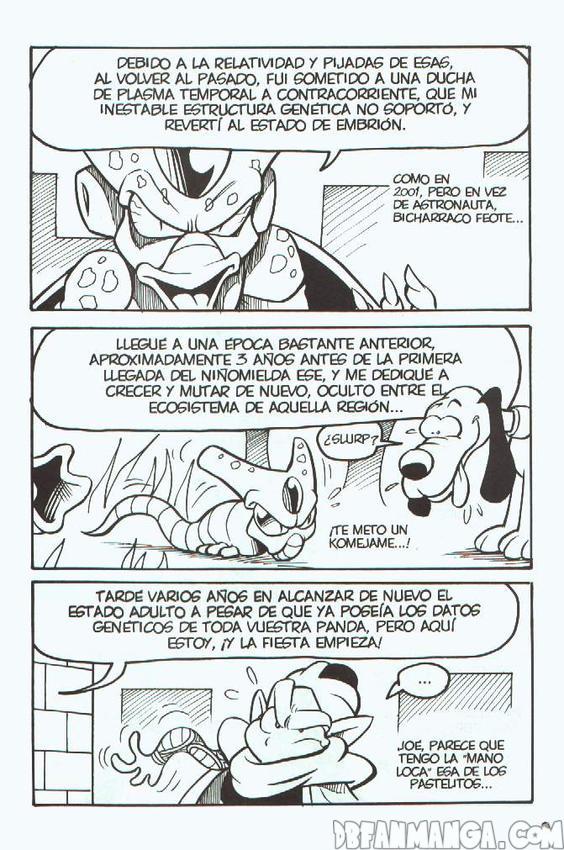 DEBIDO A LA RELATIVIDAD Y PIJADAS DE ESAS,
AL VOLVER AL PASADO, FUI SOMETIDO A UNA DUCHA
DE PLASMA TEMPORAL A CONTRACORRIENTE, QUE MI
INESTABLE ESTRUCTURA GENÉTICA NO SOPORTÓ, Y
REVERTÍ AL ESTADO DE EMBRIÓN.
COMO EN
2001, PERO EN VEZ
DE ASTRONAUTA,
BICHARRACO FEOTE...
LLEGUE A UNA EPOCA BASTANTE ANTERIOR,
APROXIMADAMENTE 3 AÑOS ANTES DE LA PRIMERA
LLEGADA DEL NIÑOMIELDA ESE, Y ME DEDIQUE A
CRECER Y MUTAR DE NUEVO, OCULTO ENTRE EL
ECOSISTEMA DE AQUELLA REGIÓN...
¿SLURP?
¡TE METO UN
KOMEJAME...!
TARDE VARIOS AÑOS EN ALCANZAR DE NUEVO EL
ESTADO ADULTO A PESAR DE QUE YA POSEÍA LOS DATOS
GENÉTICOS DE TODA VUESTRA PANDA, PERO AQUÍ
ESTOY, ¡Y LA FIESTA EMPIEZA!
...
JOE, PARECE QUE
TENGO LA "MANO
LOCA" ESA DE LOS
PASTELITOS...
DBFANMANGA.COM